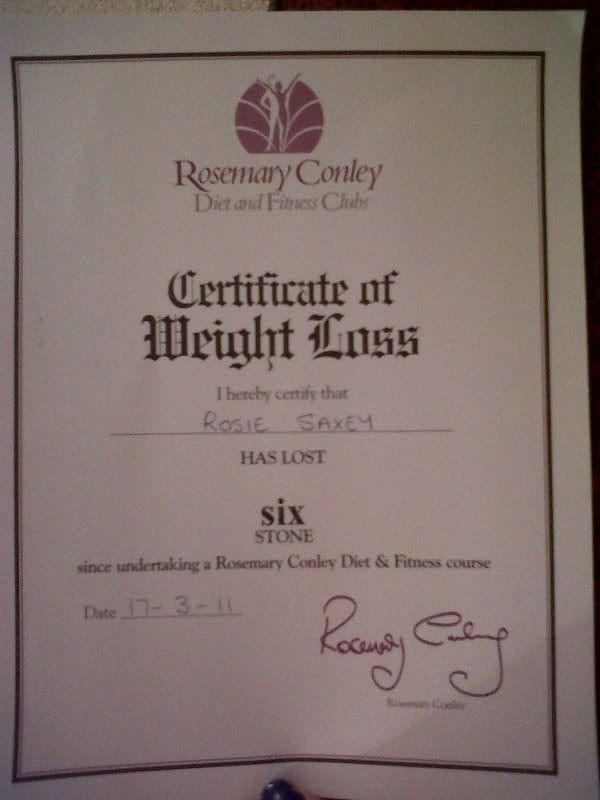 Rosemary Conley
Diet and Fitness Clubs
Certificate of
Weight Loss
I hereby certify that
ROSIE SAXEY
HAS LOST
six
STONE
since undertaking a Rosemary Conley Diet & Fitness course
Date 17-3-11
Rosemary Conley
Rosemary Conley